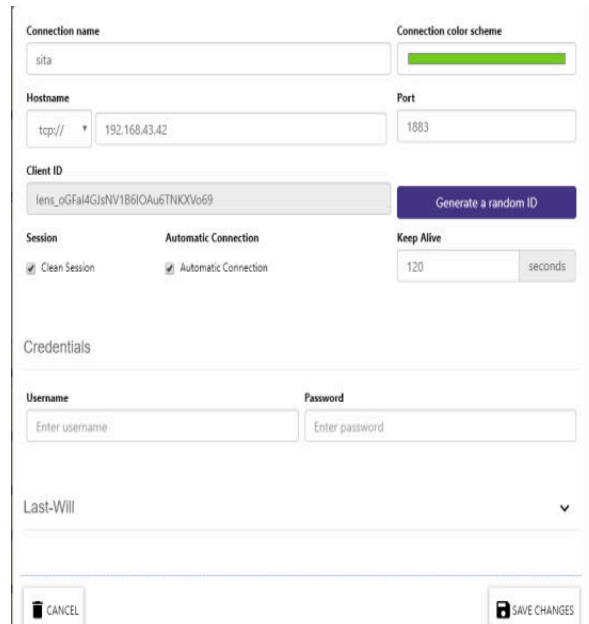 Connection name Connection color scheme
sita
Hostname Port
tcp:// 192.168.43.42 1883
Client ID
lens_oGFal4GJsNV1B6IOAu6TNKXVo69 Generate a random ID
Session Automatic Connection Keep Alive
Clean Session Automatic Connection 120 seconds
Credentials
Username Password
Enter username Enter password
Last-Will
CANCEL SAVE CHANGES